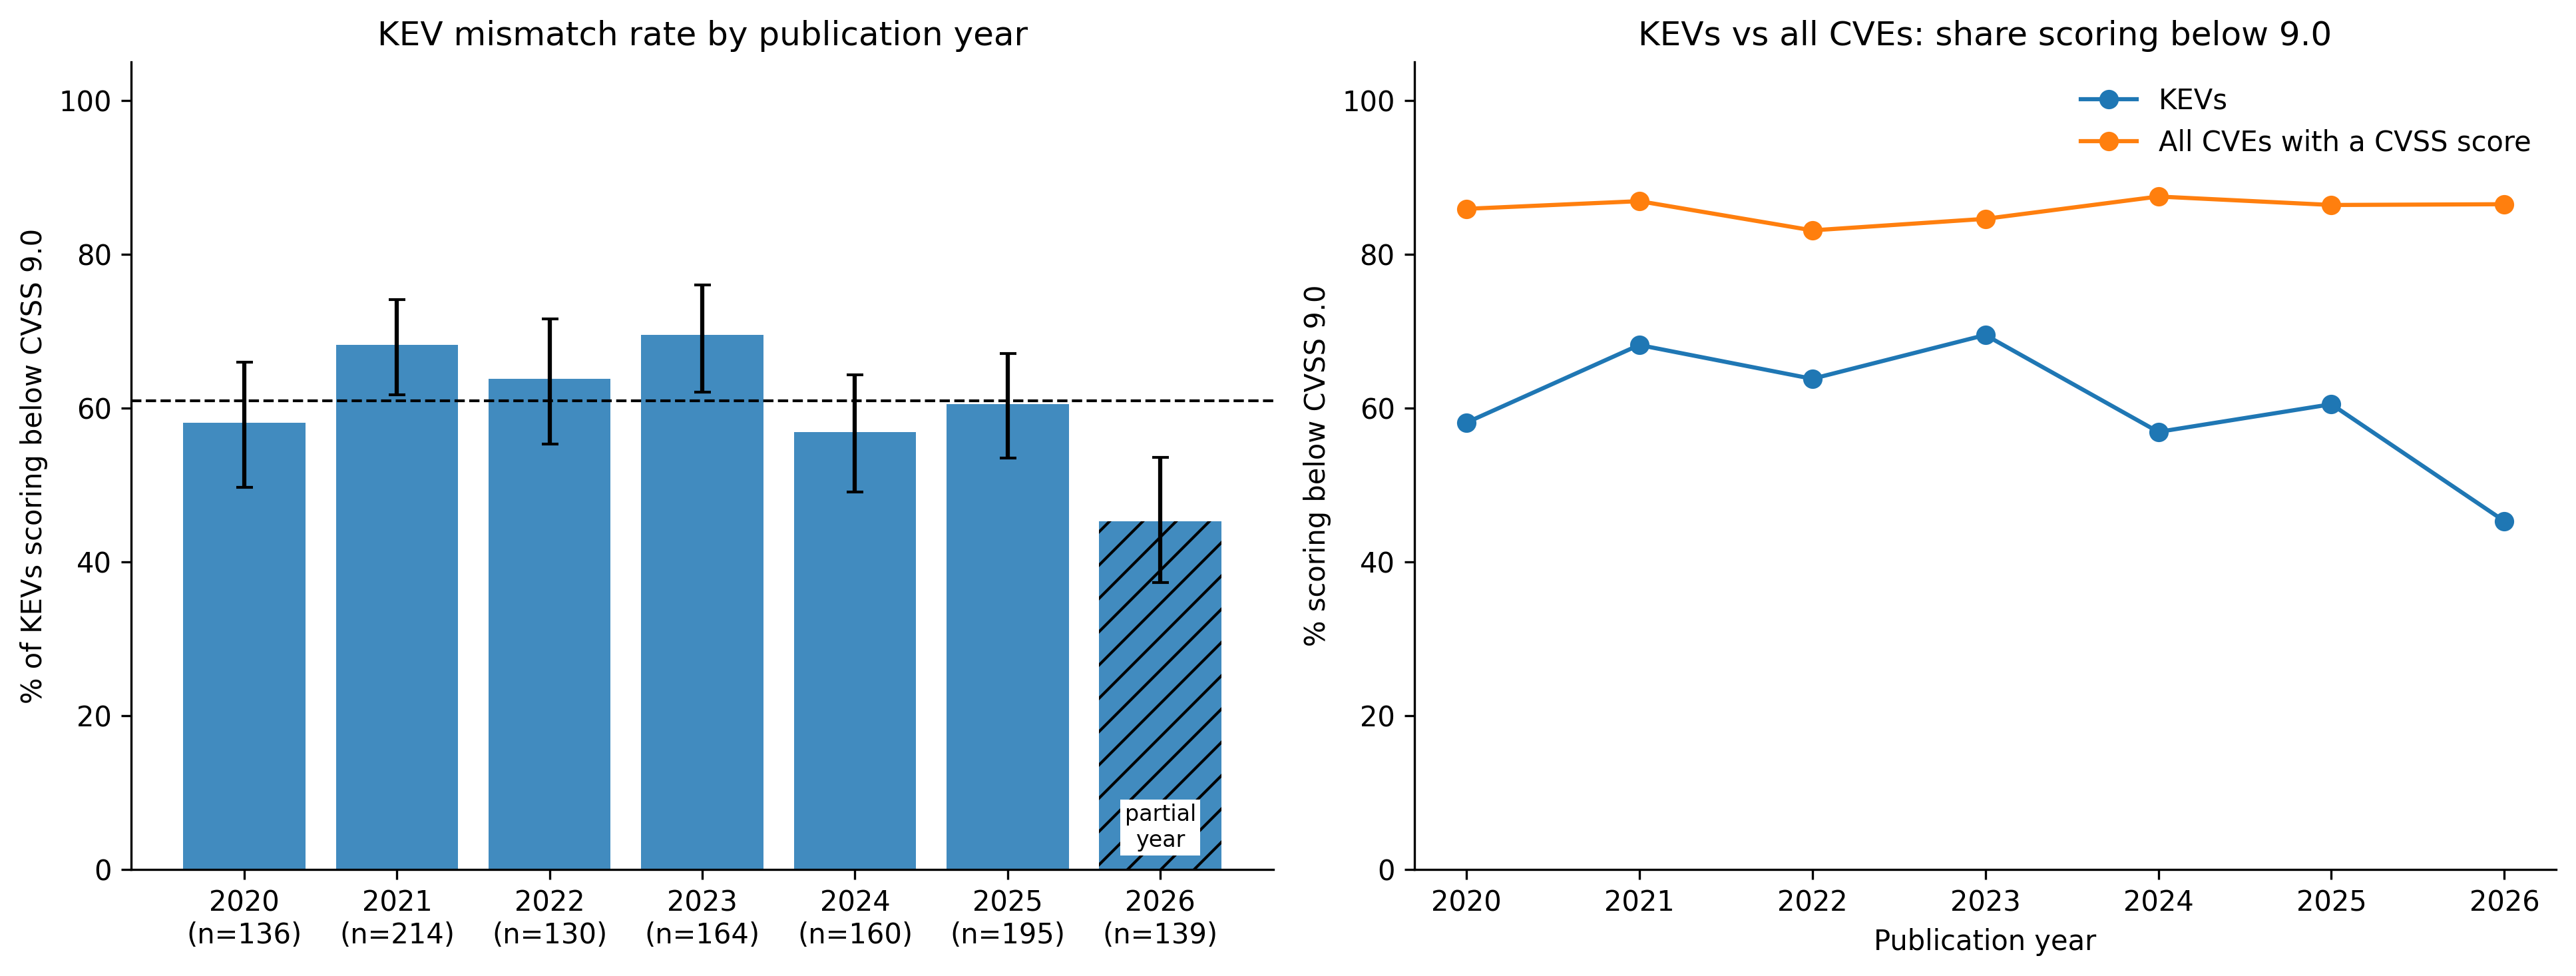 KEV mismatch rate by publication year
% of KEVs scoring below CVSS 9.0
100
80
60
40
20
0
partial
year
2020
(n=136)
2021
(n=214)
2022
(n=130)
2023
(n=164)
2024
(n=160)
2025
(n=195)
2026
(n=139)
KEVs vs all CVEs: share scoring below 9.0
KEVs
All CVEs with a CVSS score
% scoring below CVSS 9.0
100
80
60
40
20
0
2020
2021
2022
2023
2024
2025
2026
Publication year